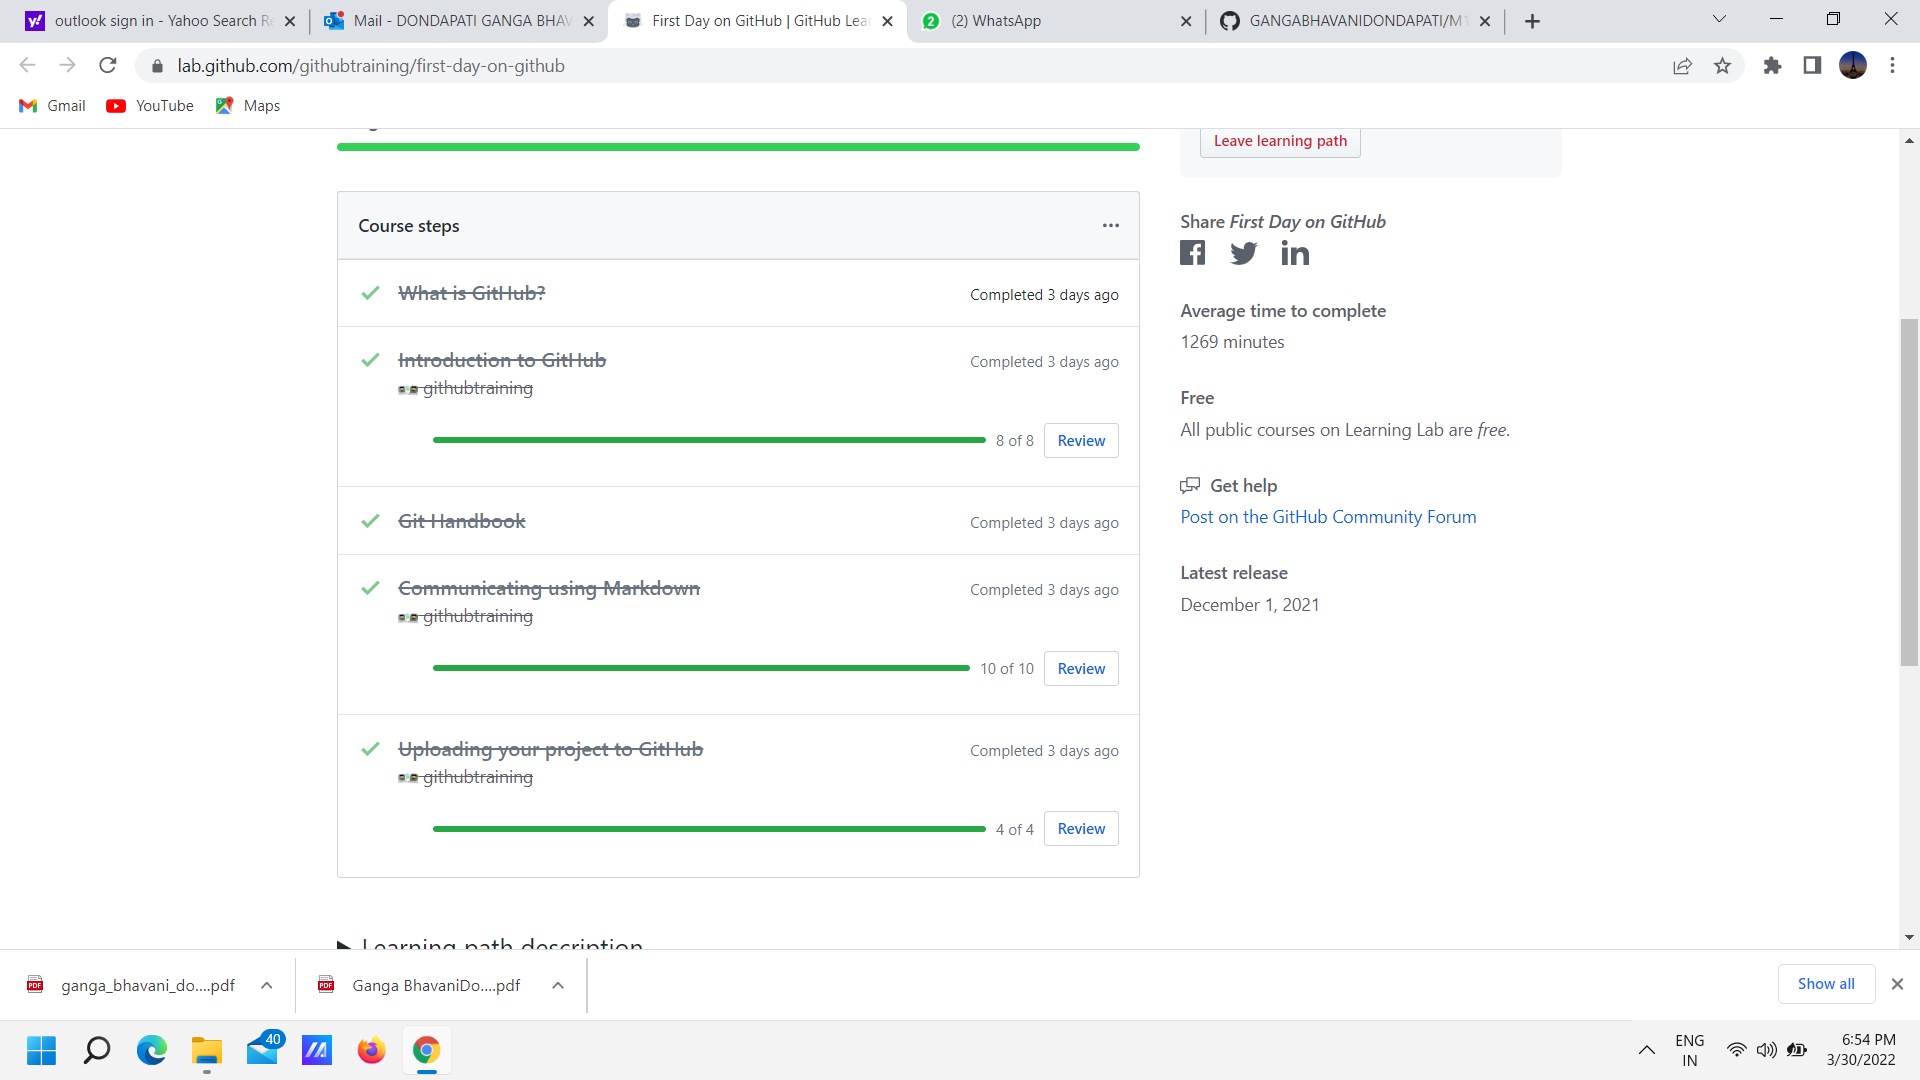 outlook sign in - Yahoo Search Re
Mail - DONDAPATI GANGA BHAV
First Day on GitHub | GitHub Lea
(2) WhatsApp
GANGABHAVANIDONDAPATI/M1
lab.github.com/githubtraining/first-day-on-github
Gmail
YouTube
Maps
Leave learning path
Course steps
What is GitHub?
Completed 3 days ago
Introduction to GitHub
Completed 3 days ago
githubtraining
8 of 8
Review
Git Handbook
Completed 3 days ago
Communicating using Markdown
Completed 3 days ago
githubtraining
10 of 10
Review
Uploading your project to GitHub
Completed 3 days ago
githubtraining
4 of 4
Review
Learning path description
Share First Day on GitHub
Average time to complete
1269 minutes
Free
All public courses on Learning Lab are free.
Get help
Post on the GitHub Community Forum
Latest release
December 1, 2021
ganga_bhavani_do....pdf
Ganga BhavaniDo....pdf
Show all
40
ENG
IN
6:54 PM
3/30/2022